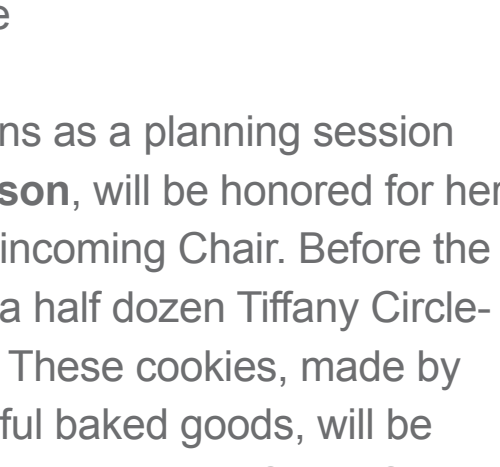 e
ns as a planning session
son, will be honored for her
incoming Chair. Before the
a half dozen Tiffany Circle-
These cookies, made by
ful baked goods, will be